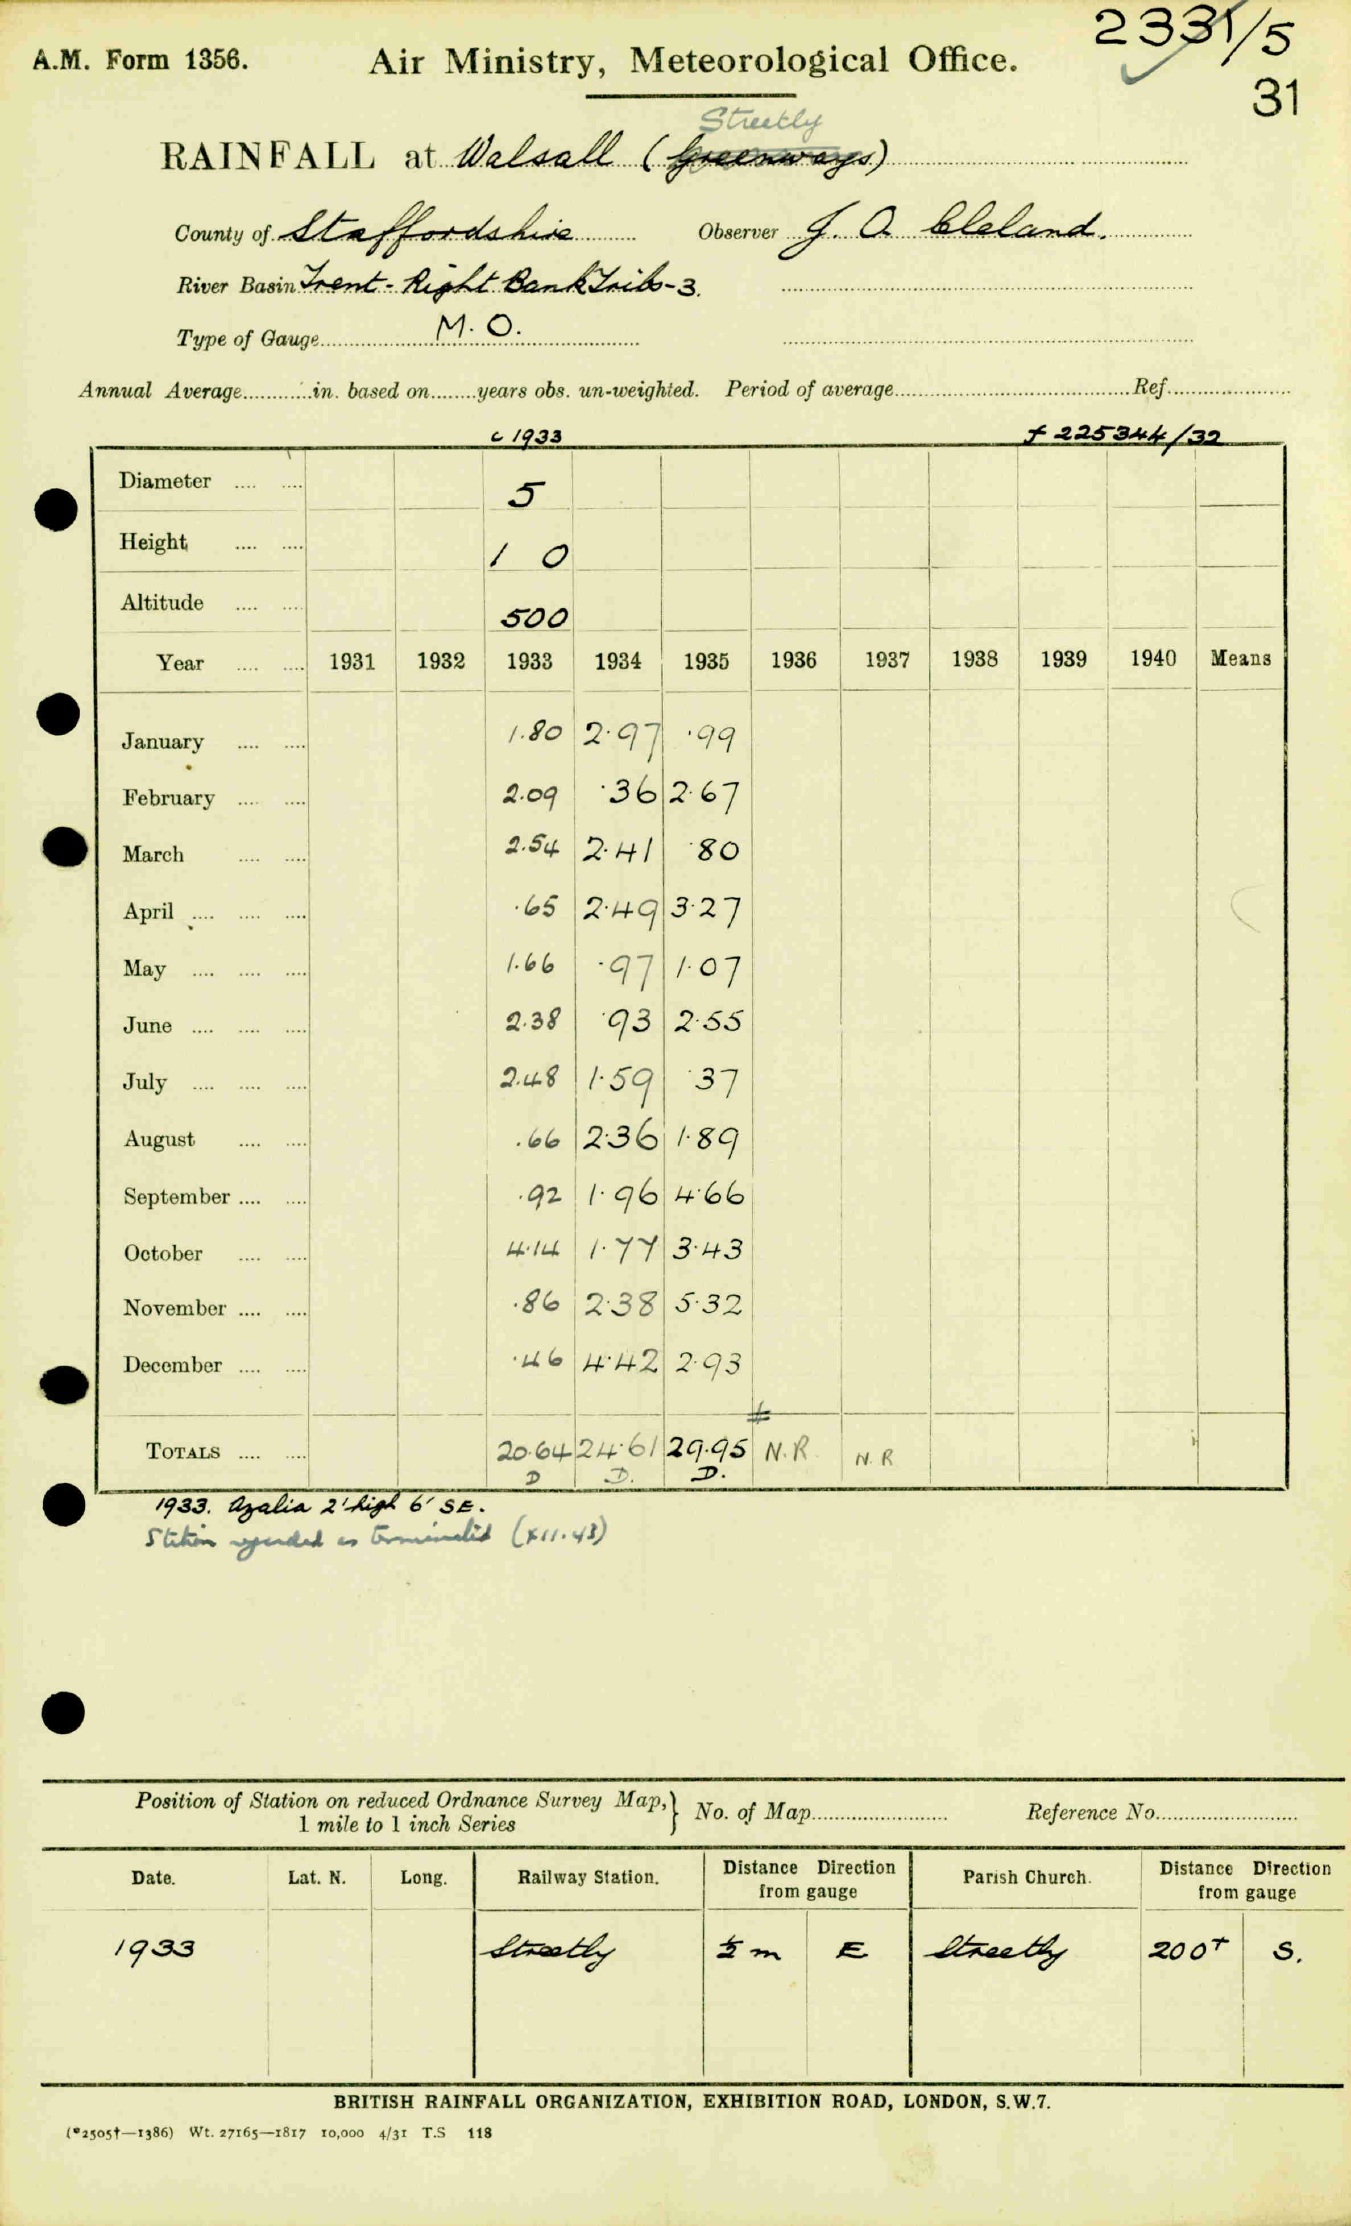 2331/5
A.M. Form 1356. Air Ministry, Meteorological Office.
31
Streetly
RAINFALL at Walsall (Greenways)
County of Staffordshire Observer J. A. Cleland.
River Basin Trent - Right Bank Tribs-3.
Type of Gauge M.O.
Annual Average in. based on years obs. un-weighted. Period of average Ref.
c 1933 f 225344/32
Diameter 5
Height 1 0
Altitude 500
Year 1931 1932 1933 1934 1935 1936 1937 1938 1939 1940 Means
January 1.80 2.97 .99
February 2.09 .36 2.67
March 2.54 2.41 .80
April .65 2.49 3.27
May 1.66 .97 1.07
June 2.38 .93 2.55
July 2.48 1.59 .37
August .66 2.36 1.89
September .92 1.96 4.66
October 4.14 1.77 3.43
November .86 2.38 5.32
December .46 4.42 2.93
TOTALS 20.64 24.61 29.95 N.R. N.R
D D. D.
1933. Azalia 2' high 6' SE.
Station regarded as terminated (XII.43)
Position of Station on reduced Ordnance Survey Map, } No. of Map Reference No.
1 mile to 1 inch Series
Date. Lat. N. Long. Railway Station. Distance Direction from gauge Parish Church. Distance Direction from gauge
1933 Streetly ½ m E Streetly 200+ S.
BRITISH RAINFALL ORGANIZATION, EXHIBITION ROAD, LONDON, S.W.7.
(*2505†—1386) Wt. 27165—1817 10,000 4/31 T.S 118